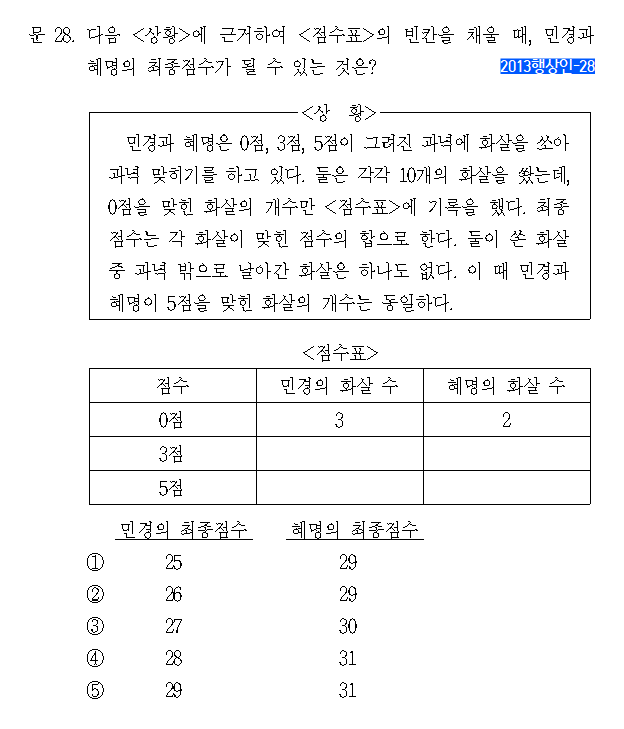 문 28. 다음 <상황>에 근거하여 <점수표>의 빈칸을 채울 때, 민경과
혜명의 최종점수가 될 수 있는 것은?
2013행상인-28
<상 황>
민경과 혜명은 0점, 3점, 5점이 그려진 과녁에 화살을 쏘아
과녁 맞히기를 하고 있다. 둘은 각각 10개의 화살을 쐈는데,
0점을 맞힌 화살의 개수만 <점수표>에 기록을 했다. 최종
점수는 각 화살이 맞힌 점수의 합으로 한다. 둘이 쏜 화살
중 과녁 밖으로 날아간 화살은 하나도 없다. 이 때 민경과
혜명이 5점을 맞힌 화살의 개수는 동일하다.
<점수표>
점수 민경의 화살 수 혜명의 화살 수
0점 3 2
3점
5점
민경의 최종점수 혜명의 최종점수
① 25 29
② 26 29
③ 27 30
④ 28 31
⑤ 29 31